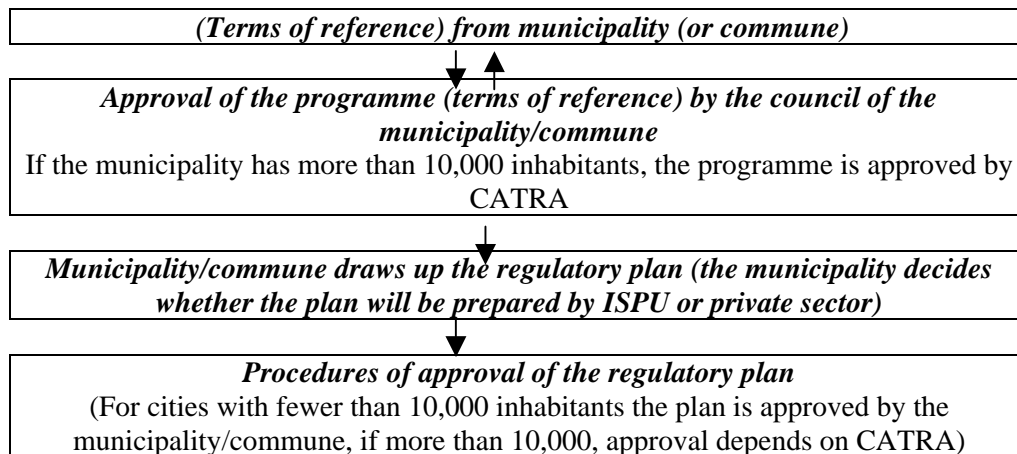 (Terms of reference) from municipality (or commune)
Approval of the programme (terms of reference) by the council of the
municipality/commune
If the municipality has more than 10,000 inhabitants, the programme is approved by
CATRA
Municipality/commune draws up the regulatory plan (the municipality decides
whether the plan will be prepared by ISPU or private sector)
Procedures of approval of the regulatory plan
(For cities with fewer than 10,000 inhabitants the plan is approved by the
municipality/commune, if more than 10,000, approval depends on CATRA)